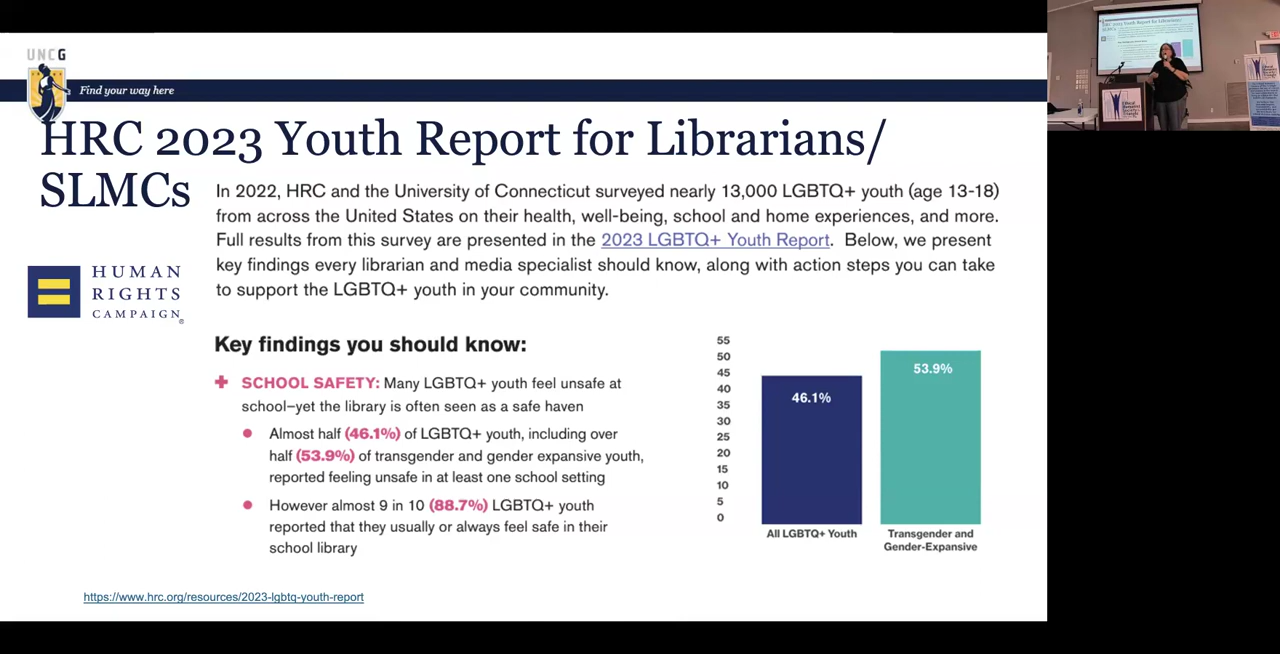 UNCG
Find your way here
HRC 2023 Youth Report for Librarians/
SLMCs
In 2022, HRC and the University of Connecticut surveyed nearly 13,000 LGBTQ+ youth (age 13-18)
from across the United States on their health, well-being, school and home experiences, and more.
Full results from this survey are presented in the 2023 LGBTQ+ Youth Report. Below, we present
key findings every librarian and media specialist should know, along with action steps you can take
to support the LGBTQ+ youth in your community.
HUMAN
RIGHTS
CAMPAIGN®
Key findings you should know:
SCHOOL SAFETY: Many LGBTQ+ youth feel unsafe at
school–yet the library is often seen as a safe haven
Almost half (46.1%) of LGBTQ+ youth, including over
half (53.9%) of transgender and gender expansive youth,
reported feeling unsafe in at least one school setting
However almost 9 in 10 (88.7%) LGBTQ+ youth
reported that they usually or always feel safe in their
school library
55
50
45
40
35
30
25
20
15
10
5
0
46.1%
53.9%
All LGBTQ+ Youth
Transgender and
Gender-Expansive
https://www.hrc.org/resources/2023-lgbtq-youth-report
HRC 2023 Youth Report for Librarians/